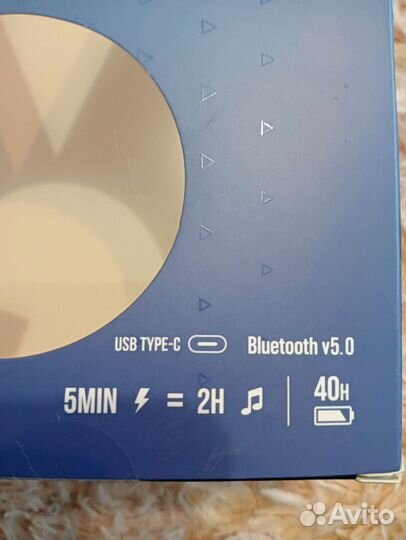 USB TYPE-C Bluetooth v5.0
5MIN = 2H 40H
Avito